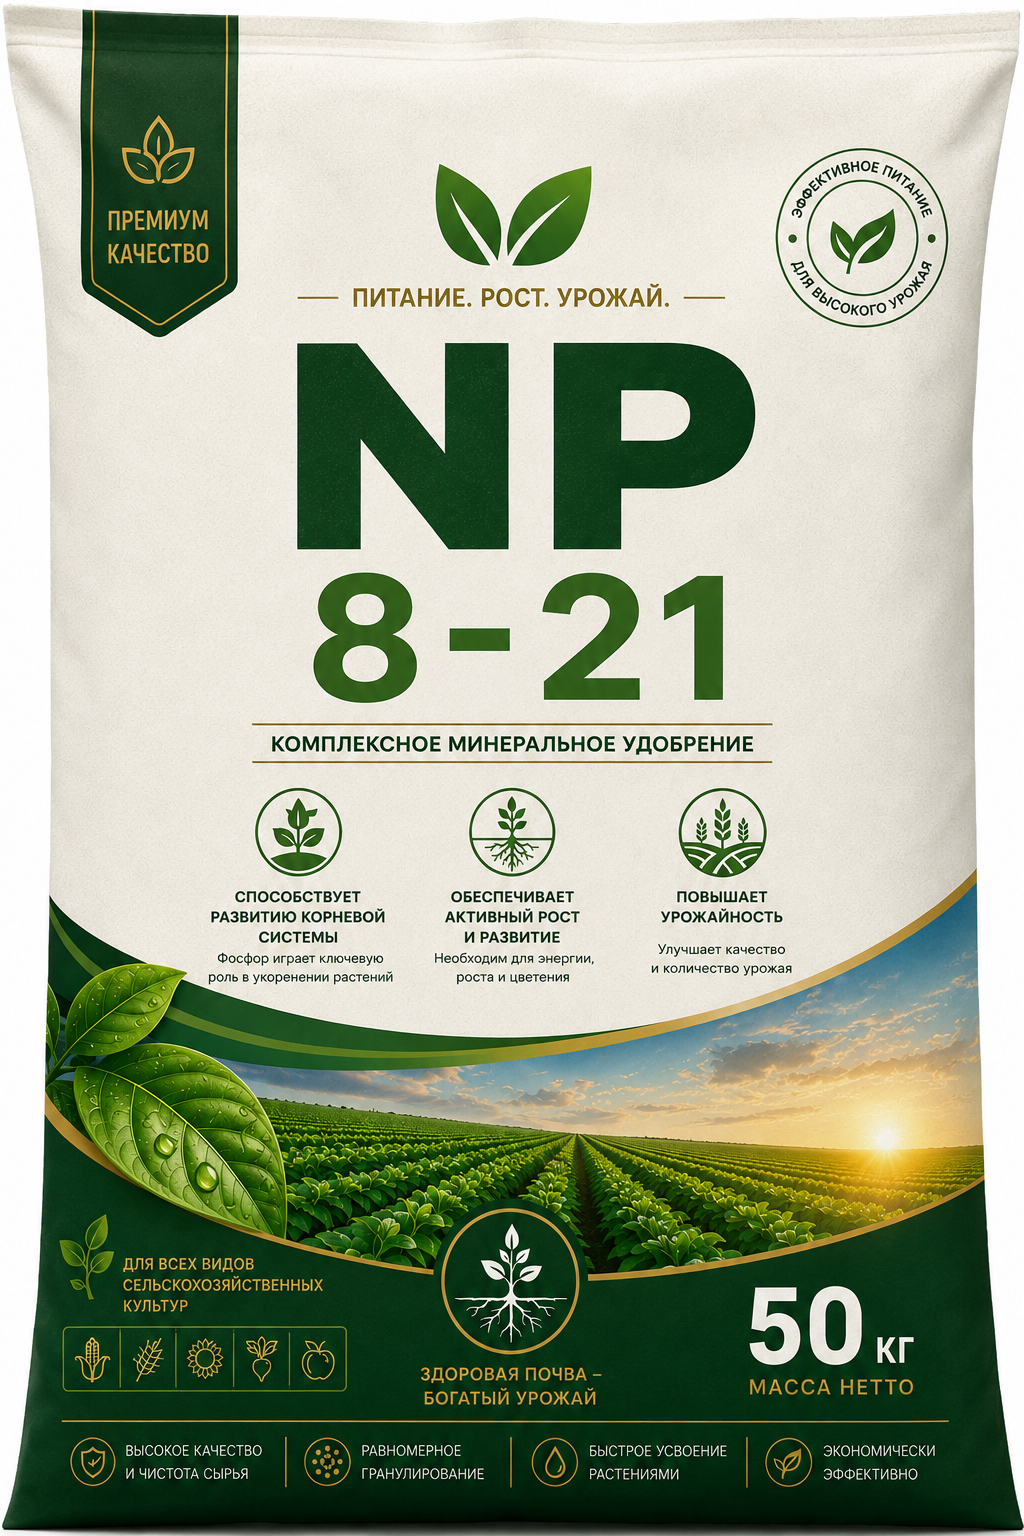 ПРЕМИУМ
КАЧЕСТВО
ПИТАНИЕ. РОСТ. УРОЖАЙ.
ЭФФЕКТИВНОЕ ПИТАНИЕ
ДЛЯ ВЫСОКОГО УРОЖАЯ
NP
8-21
КОМПЛЕКСНОЕ МИНЕРАЛЬНОЕ УДОБРЕНИЕ
СПОСОБСТВУЕТ
РАЗВИТИЮ КОРНЕВОЙ
СИСТЕМЫ
Фосфор играет ключевую
роль в укоренении растений
ОБЕСПЕЧИВАЕТ
АКТИВНЫЙ РОСТ
И РАЗВИТИЕ
Необходим для энергии,
роста и цветения
ПОВЫШАЕТ
УРОЖАЙНОСТЬ
Улучшает качество
и количество урожая
ДЛЯ ВСЕХ ВИДОВ
СЕЛЬСКОХОЗЯЙСТВЕННЫХ
КУЛЬТУР
ЗДОРОВАЯ ПОЧВА –
БОГАТЫЙ УРОЖАЙ
50 КГ
МАССА НЕТТО
ВЫСОКОЕ КАЧЕСТВО
И ЧИСТОТА СЫРЬЯ
РАВНОМЕРНОЕ
ГРАНУЛИРОВАНИЕ
БЫСТРОЕ УСВОЕНИЕ
РАСТЕНИЯМИ
ЭКОНОМИЧЕСКИ
ЭФФЕКТИВНО